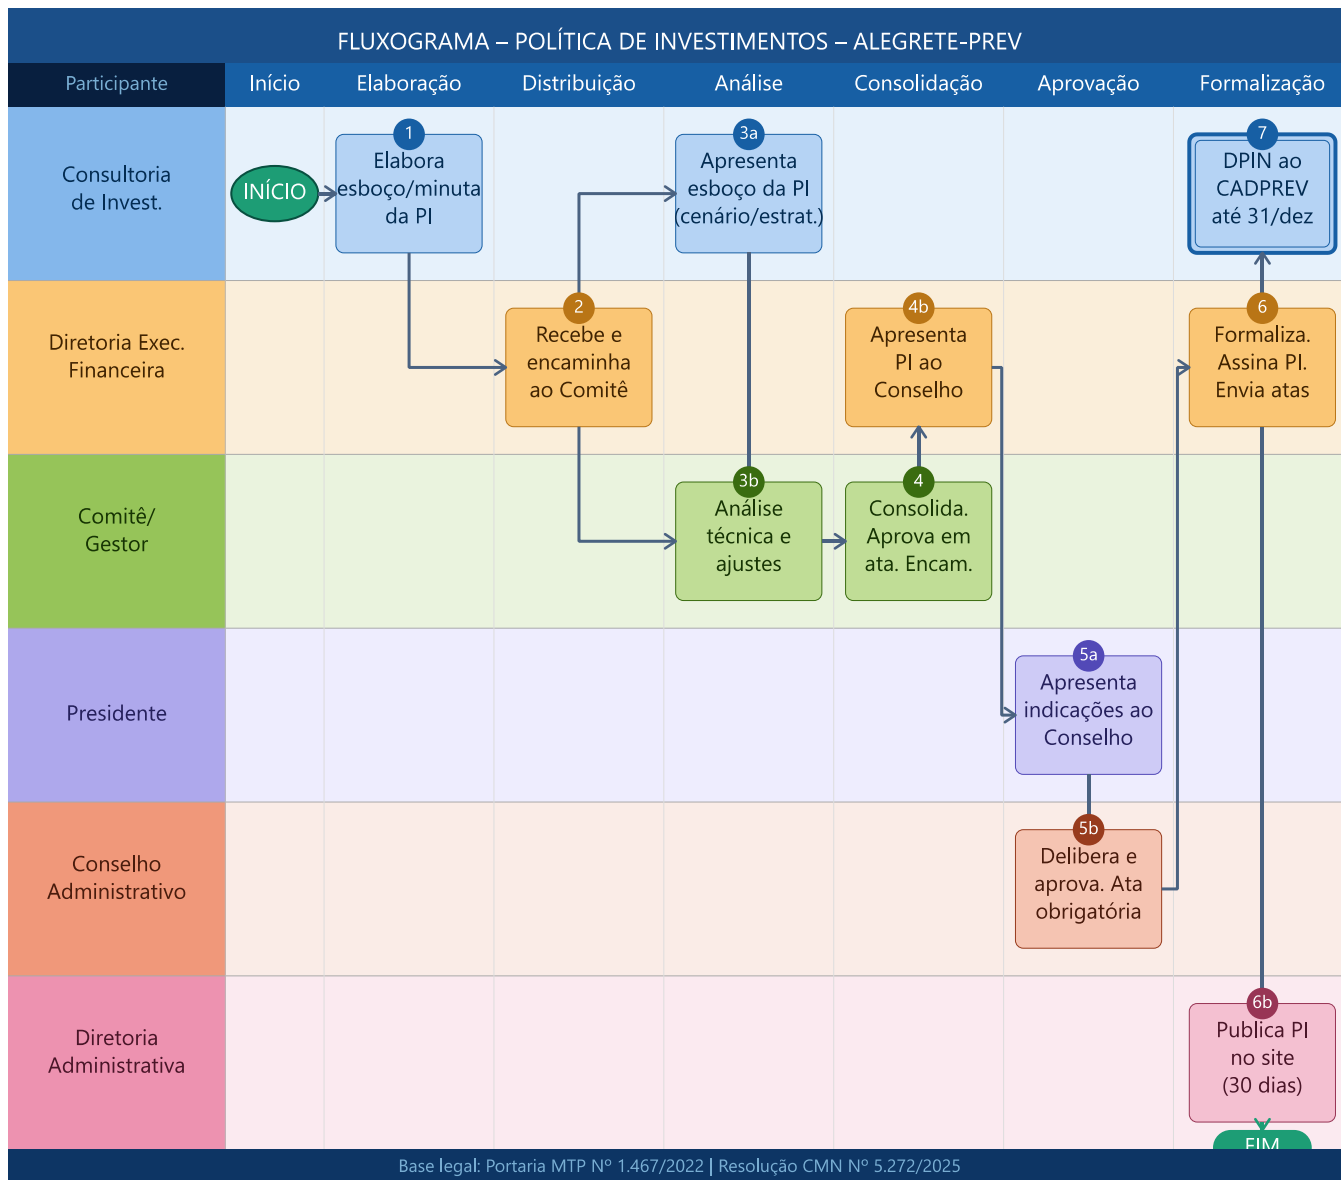 FLUXOGRAMA – POLÍTICA DE INVESTIMENTOS – ALEGRETE-PREV
Participante
Início
Elaboração
Distribuição
Análise
Consolidação
Aprovação
Formalização
Consultoria
de Invest.
INÍCIO
1
Elabora
esboço/minuta
da PI
3a
Apresenta
esboço da PI
(cenário/estrat.)
7
DPIN ao
CADPREV
até 31/dez
Diretoria Exec.
Financeira
2
Recebe e
encaminha
ao Comitê
4b
Apresenta
PI ao
Conselho
6
Formaliza.
Assina PI.
Envia atas
Comitê/
Gestor
3b
Análise
técnica e
ajustes
4
Consolida.
Aprova em
ata. Encam.
Presidente
5a
Apresenta
indicações ao
Conselho
Conselho
Administrativo
5b
Delibera e
aprova. Ata
obrigatória
Diretoria
Administrativa
6b
Publica PI
no site
(30 dias)
FIM
Base legal: Portaria MTP Nº 1.467/2022 | Resolução CMN Nº 5.272/2025